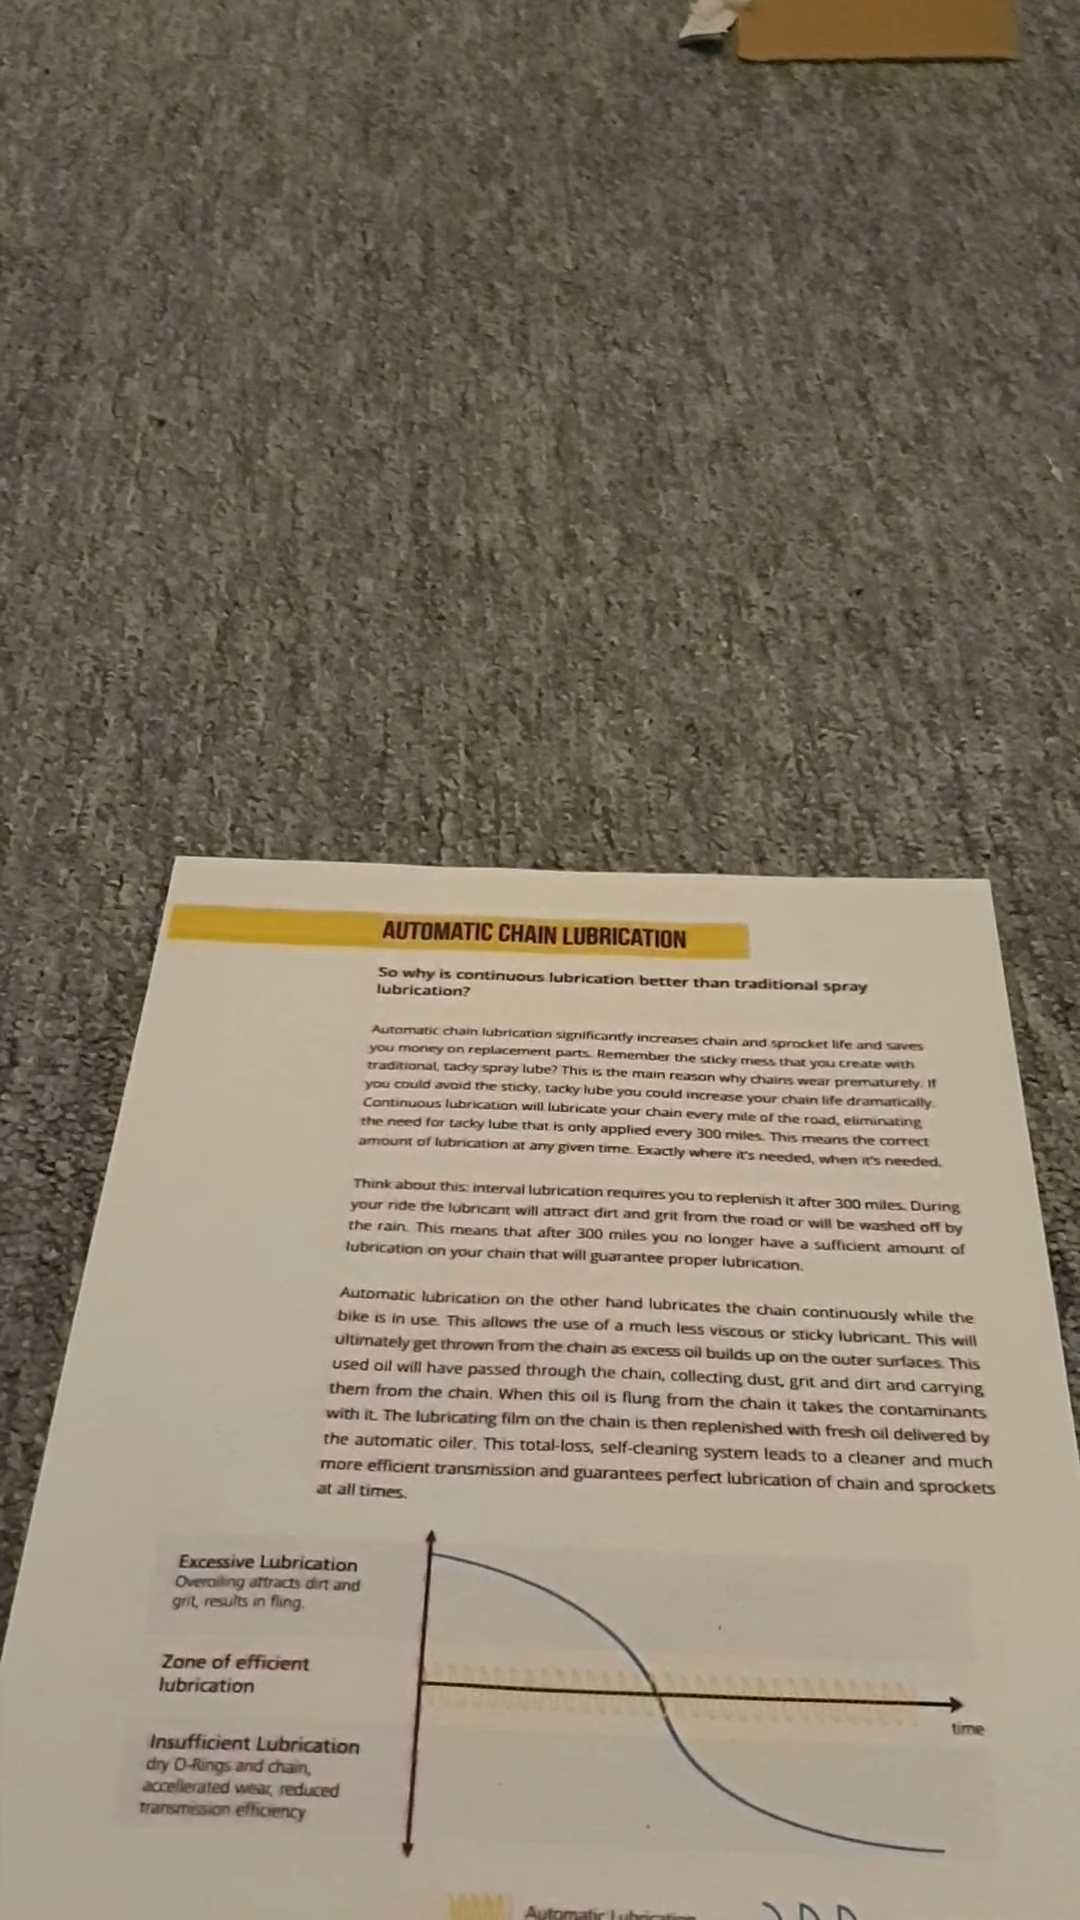 AUTOMATIC CHAIN LUBRICATION
So why is continuous lubrication better than traditional spray
lubrication?
Automatic chain lubrication significantly increases chain and sprocket life and saves
you money on replacement parts. Remember the sticky mess that you create with
traditional, tacky spray lube? This is the main reason why chains wear prematurely. If
you could avoid the sticky, tacky lube you could increase your chain life dramatically.
Continuous lubrication will lubricate your chain every mile of the road, eliminating
the need for tacky lube that is only applied every 300 miles. This means the correct
amount of lubrication at any given time. Exactly where it's needed, when it's needed.
Think about this: interval lubrication requires you to replenish it after 300 miles. During
your ride the lubricant will attract dirt and grit from the road or will be washed off by
the rain. This means that after 300 miles you no longer have a sufficient amount of
lubrication on your chain that will guarantee proper lubrication.
Automatic lubrication on the other hand lubricates the chain continuously while the
bike is in use. This allows the use of a much less viscous or sticky lubricant. This will
ultimately get thrown from the chain as excess oil builds up on the outer surfaces. This
used oil will have passed through the chain, collecting dust, grit and dirt and carrying
them from the chain. When this oil is flung from the chain it takes the contaminants
with it. The lubricating film on the chain is then replenished with fresh oil delivered by
the automatic oiler. This total-loss, self-cleaning system leads to a cleaner and much
more efficient transmission and guarantees perfect lubrication of chain and sprockets
at all times.
Excessive Lubrication
Overoiling attracts dirt and
grit, results in fling.
Zone of efficient
lubrication
time
Insufficient Lubrication
dry O-Rings and chain,
accellerated wear, reduced
transmission efficiency
Automatic Lubrication